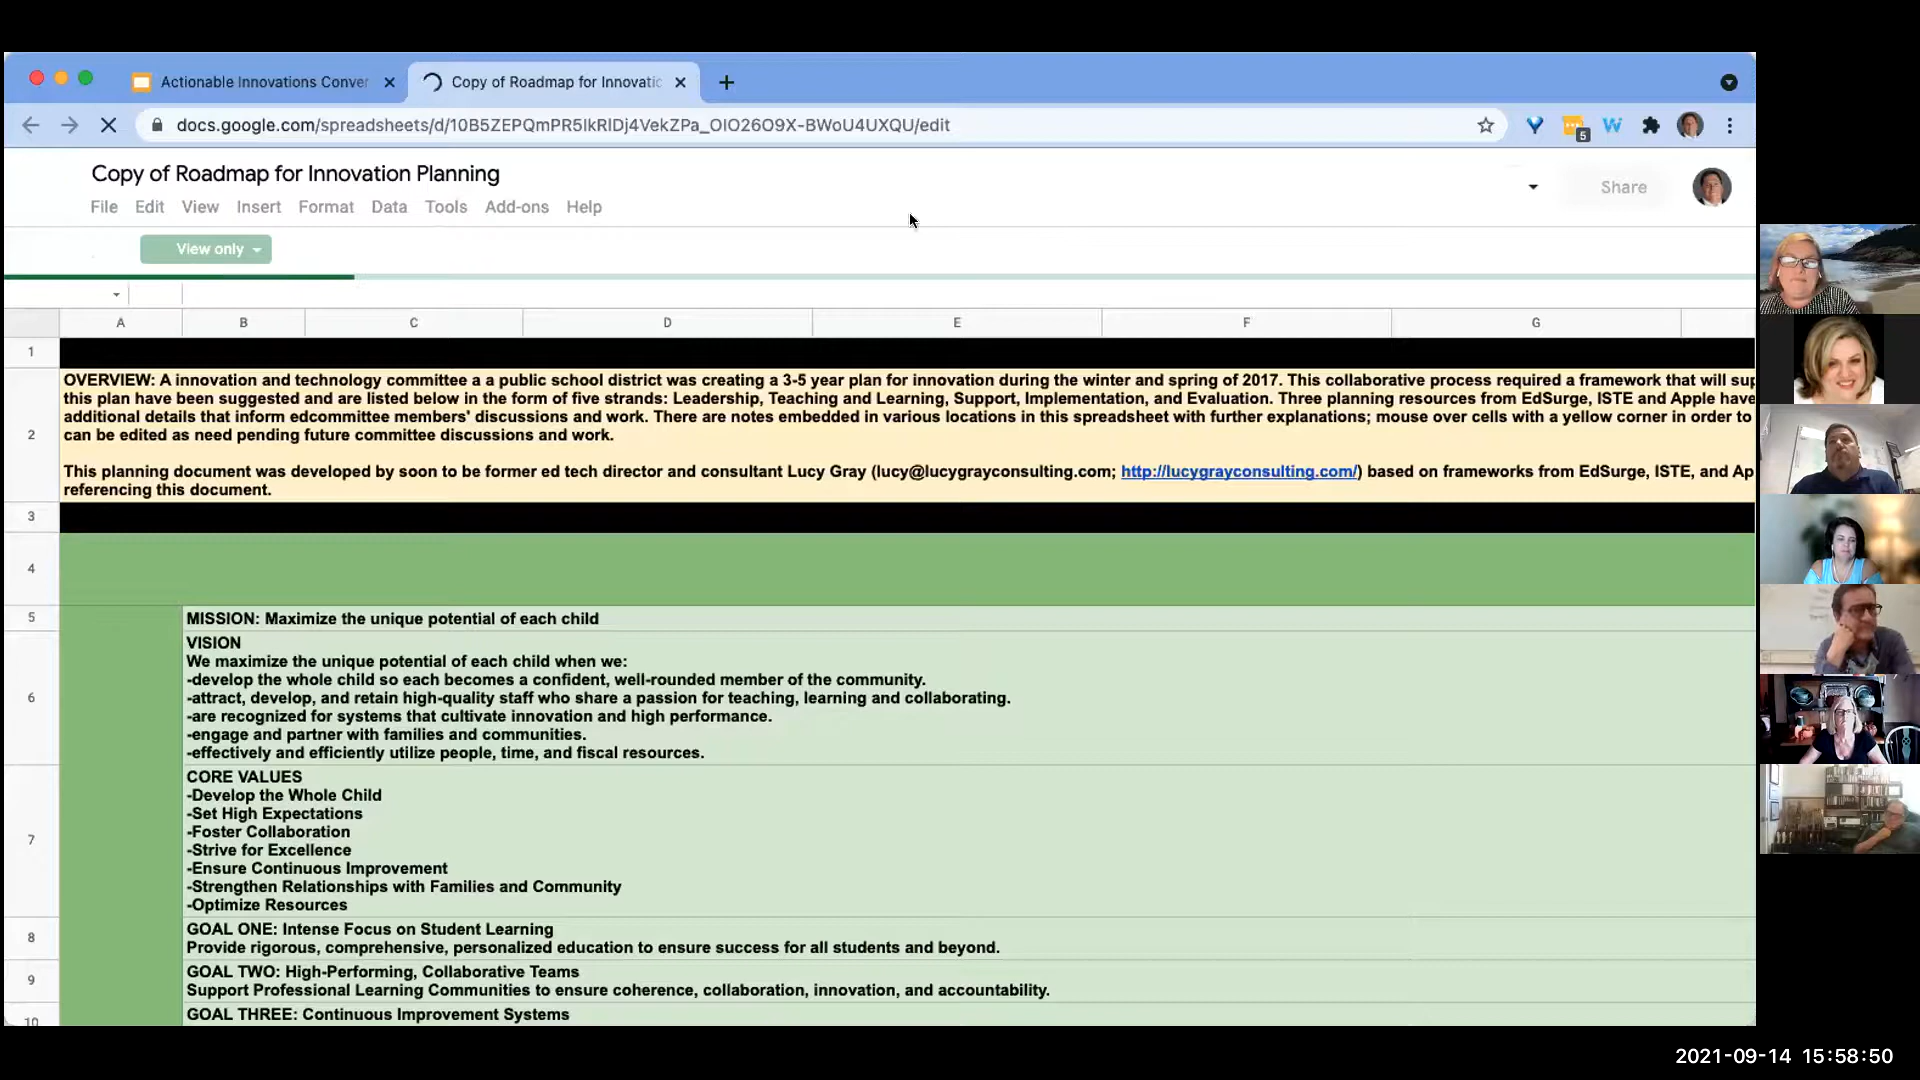 Actionable Innovations Conver
Copy of Roadmap for Innovatic
docs.google.com/spreadsheets/d/10B5ZEPQmPR5IkRlDj4VekZPa_OIO26O9X-BWoU4UXQU/edit
5
Copy of Roadmap for Innovation Planning
Share
File Edit View Insert Format Data Tools Add-ons Help
View only
A B C D E F G
1
OVERVIEW: A innovation and technology committee a a public school district was creating a 3-5 year plan for innovation during the winter and spring of 2017. This collaborative process required a framework that will sup
this plan have been suggested and are listed below in the form of five strands: Leadership, Teaching and Learning, Support, Implementation, and Evaluation. Three planning resources from EdSurge, ISTE and Apple have
additional details that inform edcommittee members' discussions and work. There are notes embedded in various locations in this spreadsheet with further explanations; mouse over cells with a yellow corner in order to
2
can be edited as need pending future committee discussions and work.
This planning document was developed by soon to be former ed tech director and consultant Lucy Gray (lucy@lucygrayconsulting.com; http://lucygrayconsulting.com/) based on frameworks from EdSurge, ISTE, and Ap
referencing this document.
3
4
5 MISSION: Maximize the unique potential of each child
VISION
We maximize the unique potential of each child when we:
-develop the whole child so each becomes a confident, well-rounded member of the community.
6 -attract, develop, and retain high-quality staff who share a passion for teaching, learning and collaborating.
-are recognized for systems that cultivate innovation and high performance.
-engage and partner with families and communities.
-effectively and efficiently utilize people, time, and fiscal resources.
CORE VALUES
-Develop the Whole Child
-Set High Expectations
7 -Foster Collaboration
-Strive for Excellence
-Ensure Continuous Improvement
-Strengthen Relationships with Families and Community
-Optimize Resources
8 GOAL ONE: Intense Focus on Student Learning
Provide rigorous, comprehensive, personalized education to ensure success for all students and beyond.
9 GOAL TWO: High-Performing, Collaborative Teams
Support Professional Learning Communities to ensure coherence, collaboration, innovation, and accountability.
10 GOAL THREE: Continuous Improvement Systems
2021-09-14 15:58:50